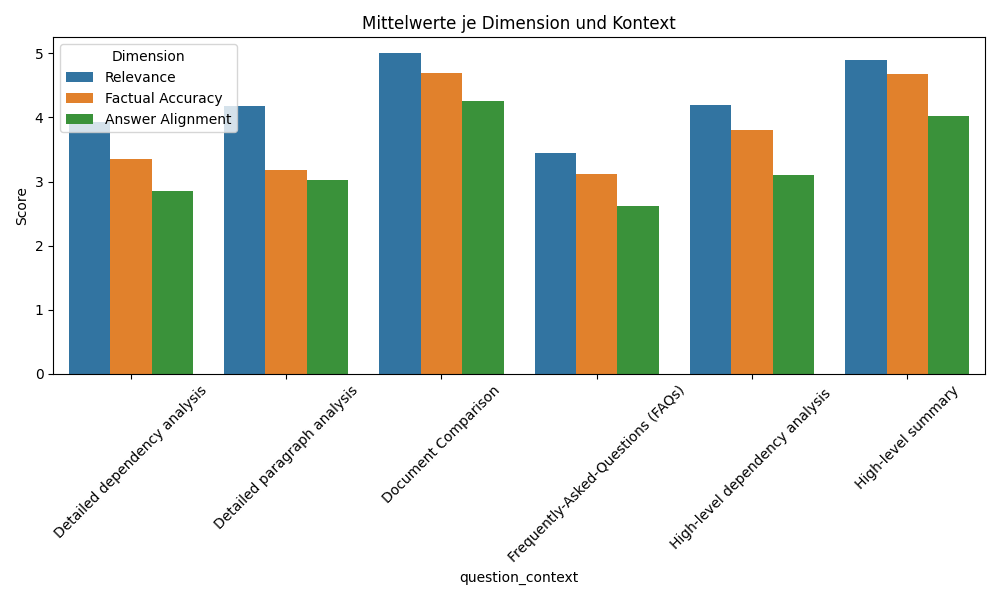 Mittelwerte je Dimension und Kontext
Dimension
Relevance
Factual Accuracy
Answer Alignment
Score
5
4
3
2
1
0
Detailed dependency analysis
Detailed paragraph analysis
Document Comparison
Frequently-Asked-Questions (FAQs)
High-level dependency analysis
High-level summary
question_context